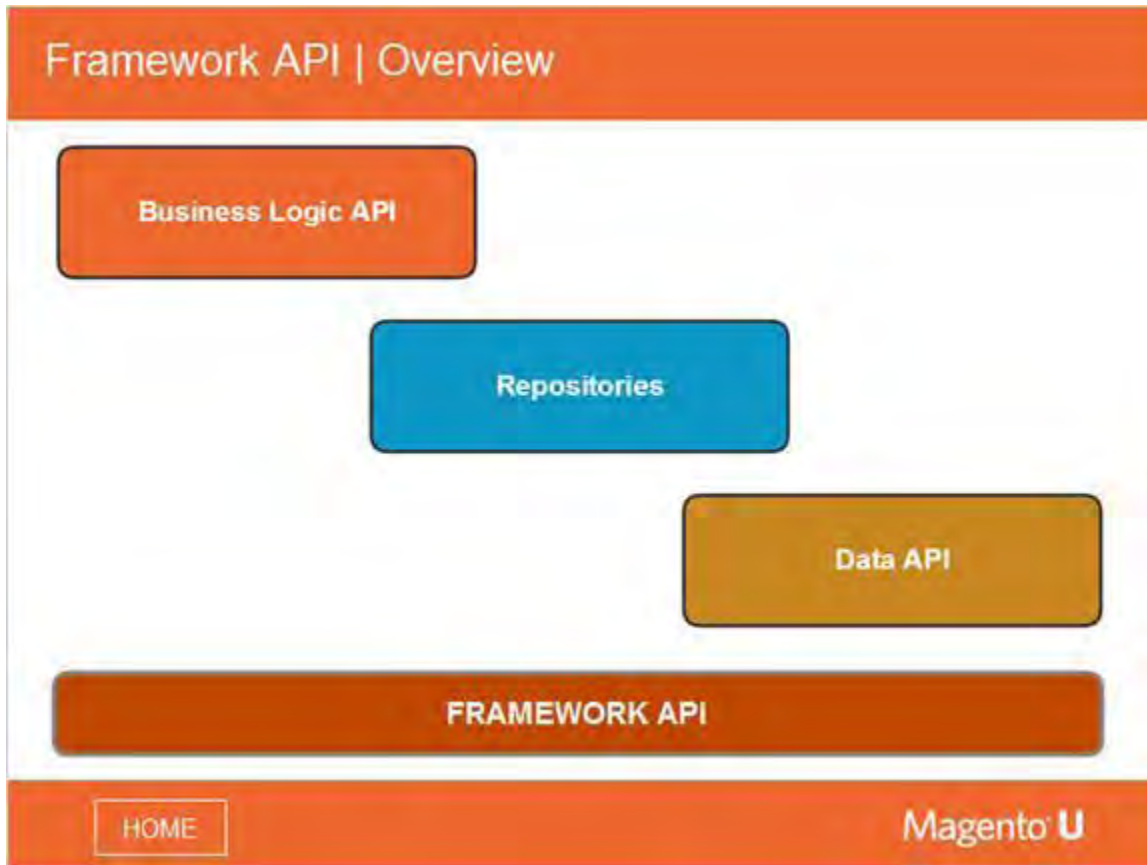 Framework API | Overview
Business Logic API
Repositories
Data API
FRAMEWORK API
HOME
Magento U